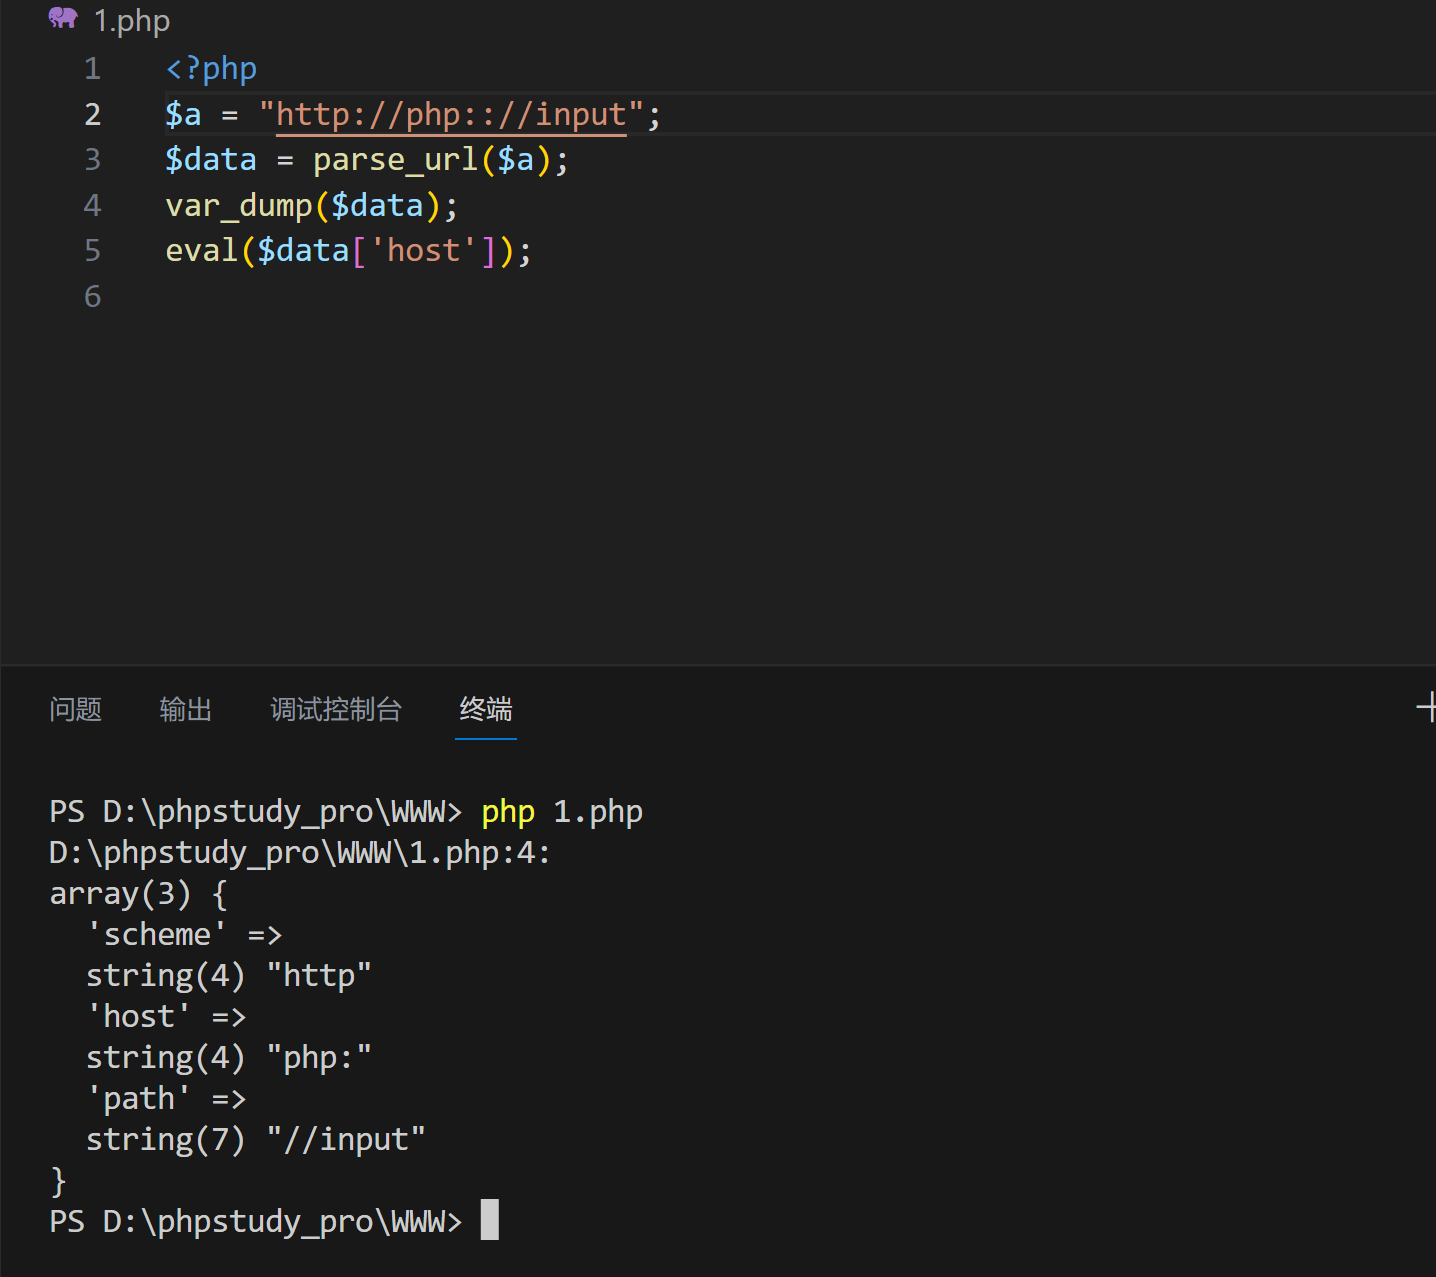 1.php
1 <?php
2 $a = "http://php:://input";
3 $data = parse_url($a);
4 var_dump($data);
5 eval($data['host']);
6
问题 输出 调试控制台 终端
PS D:\phpstudy_pro\WWW> php 1.php
D:\phpstudy_pro\WWW\1.php:4:
array(3) {
  'scheme' =>
  string(4) "http"
  'host' =>
  string(4) "php:"
  'path' =>
  string(7) "//input"
}
PS D:\phpstudy_pro\WWW>